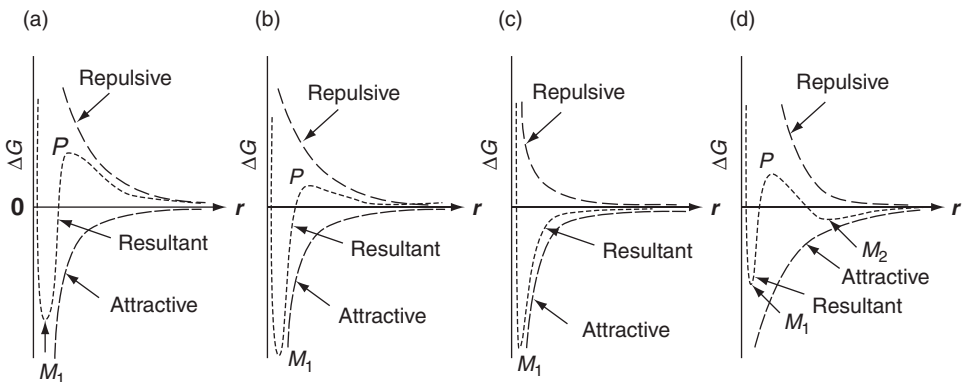 (a)
Repulsive
P
ΔG
0
r
Resultant
Attractive
M1
(b)
Repulsive
ΔG
P
r
Resultant
Attractive
M1
(c)
Repulsive
ΔG
r
Resultant
Attractive
M1
(d)
Repulsive
ΔG
P
r
M2
Attractive
Resultant
M1